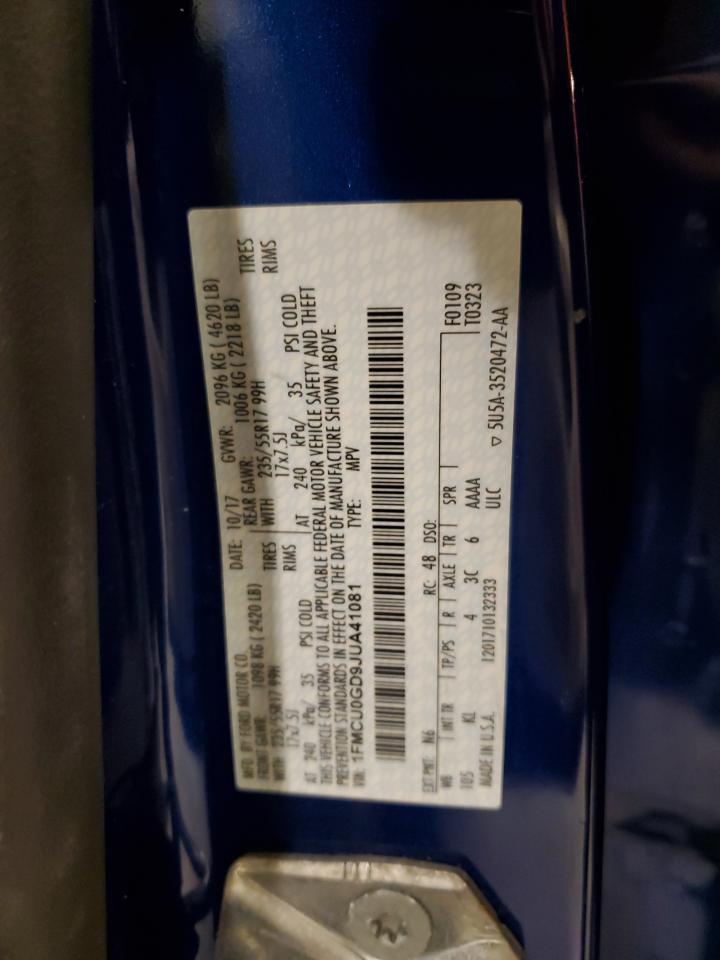 MFD. BY FORD MOTOR CO.
DATE: 10/17 GVWR: 2096 KG ( 4620 LB)
FRONT GAWR: 1098 KG ( 2420 LB) REAR GAWR: 1006 KG ( 2218 LB)
WITH 235/55R17 99H TIRES WITH 235/55R17 99H TIRES
17x7.5J RIMS 17x7.5J RIMS
AT 240 kPa/ 35 PSI COLD AT 240 kPa/ 35 PSI COLD
THIS VEHICLE CONFORMS TO ALL APPLICABLE FEDERAL MOTOR VEHICLE SAFETY AND THEFT
PREVENTION STANDARDS IN EFFECT ON THE DATE OF MANUFACTURE SHOWN ABOVE.
VIN: 1FMCU0GD9JUA41081 TYPE: MPV
EXT PNT: N6 RC: 48 DSO: F0109
WB INT TR TP/PS R AXLE TR SPR T0323
105 KL 4 3C 6 AAAA
MADE IN U.S.A. 1201710132333 ULC 5U5A-3520472-AA